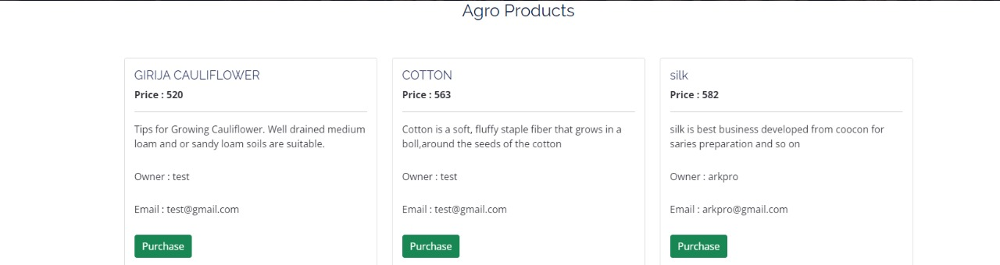 Agro Products
GIRIJA CAULIFLOWER
Price : 520
Tips for Growing Cauliflower. Well drained medium
loam and or sandy loam soils are suitable.
Owner : test
Email : test@gmail.com
Purchase
COTTON
Price : 563
Cotton is a soft, fluffy staple fiber that grows in a
boll,around the seeds of the cotton
Owner : test
Email : test@gmail.com
Purchase
silk
Price : 582
silk is best business developed from coocon for
saries preparation and so on
Owner : arkpro
Email : arkpro@gmail.com
Purchase